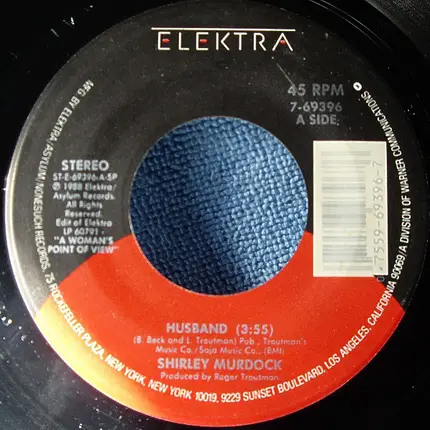 ELEKTRA
45 RPM
7-69396
A SIDE;
STEREO
ST-E-69396-A-SP
Ⓟ 1988 Elektra/
Asylum Records.
All Rights
Reserved.
Edit of Elektra
LP 60791 -
"A WOMAN'S
POINT OF VIEW"
7559-69396-7
HUSBAND (3:55)
(B. Beck and L. Troutman) Pub., Troutman's
Music Co./ Saja Music Co., (BMI)
SHIRLEY MURDOCK
Produced by Roger Troutman
MFG. BY ELEKTRA/ASYLUM/NONESUCH RECORDS, 75 ROCKEFELLER PLAZA, NEW YORK, NEW YORK 10019, 9229 SUNSET BOULEVARD, LOS ANGELES, CALIFORNIA 90069/A DIVISION OF WARNER COMMUNICATIONS